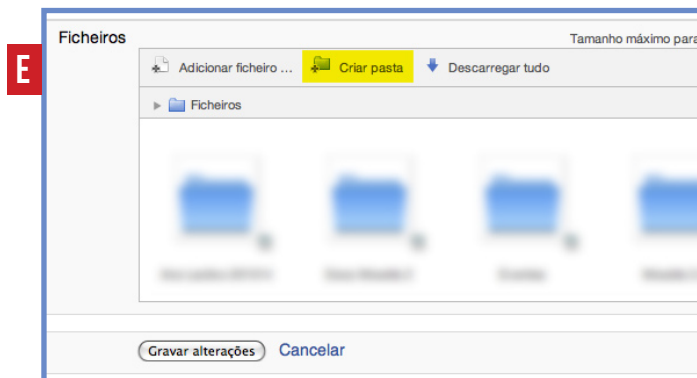 Ficheiros
Tamanho máximo para
E
Adicionar ficheiro ... Criar pasta Descarregar tudo
Ficheiros
Gravar alterações Cancelar